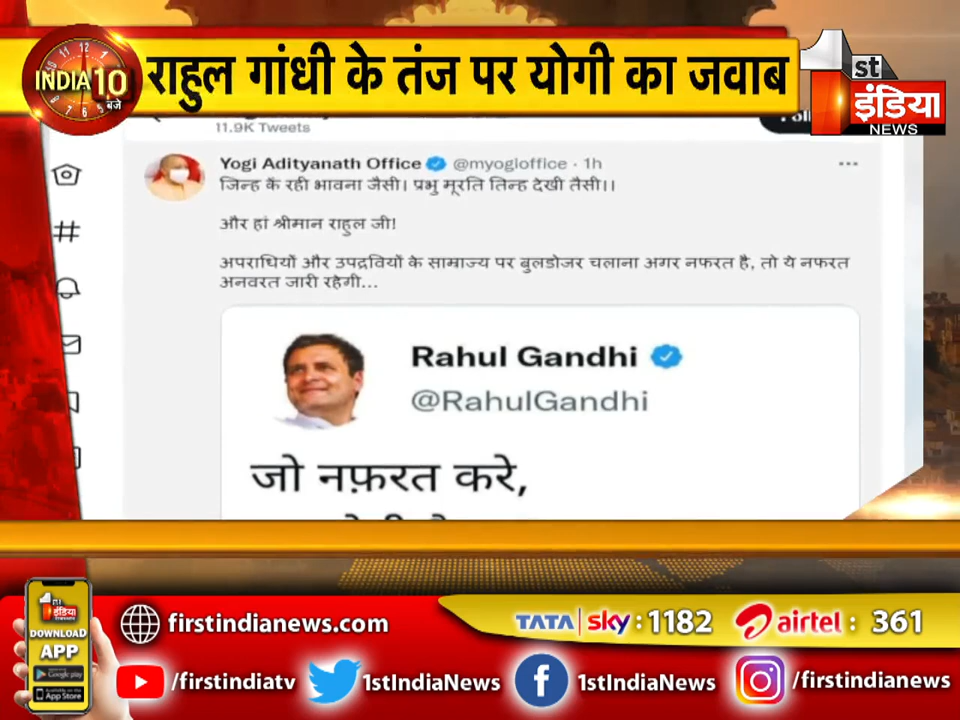 INDIA 10 बजे
राहुल गांधी के तंज पर योगी का जवाब
1st
इंडिया
NEWS
11.9K Tweets
Yogi Adityanath Office @myogioffice · 1h
जिन्ह कें रही भावना जैसी। प्रभु मूरति तिन्ह देखी तैसी।।
और हां श्रीमान राहुल जी!
अपराधियों और उपद्रवियों के साम्राज्य पर बुलडोजर चलाना अगर नफरत है, तो ये नफरत
अनवरत जारी रहेगी...
Rahul Gandhi
@RahulGandhi
जो नफ़रत करे,
1st
इंडिया
DOWNLOAD
APP
Google play
App Store
firstindianews.com
TATA sky : 1182
airtel : 361
/firstindiatv
1stIndiaNews
1stIndiaNews
/firstindianews